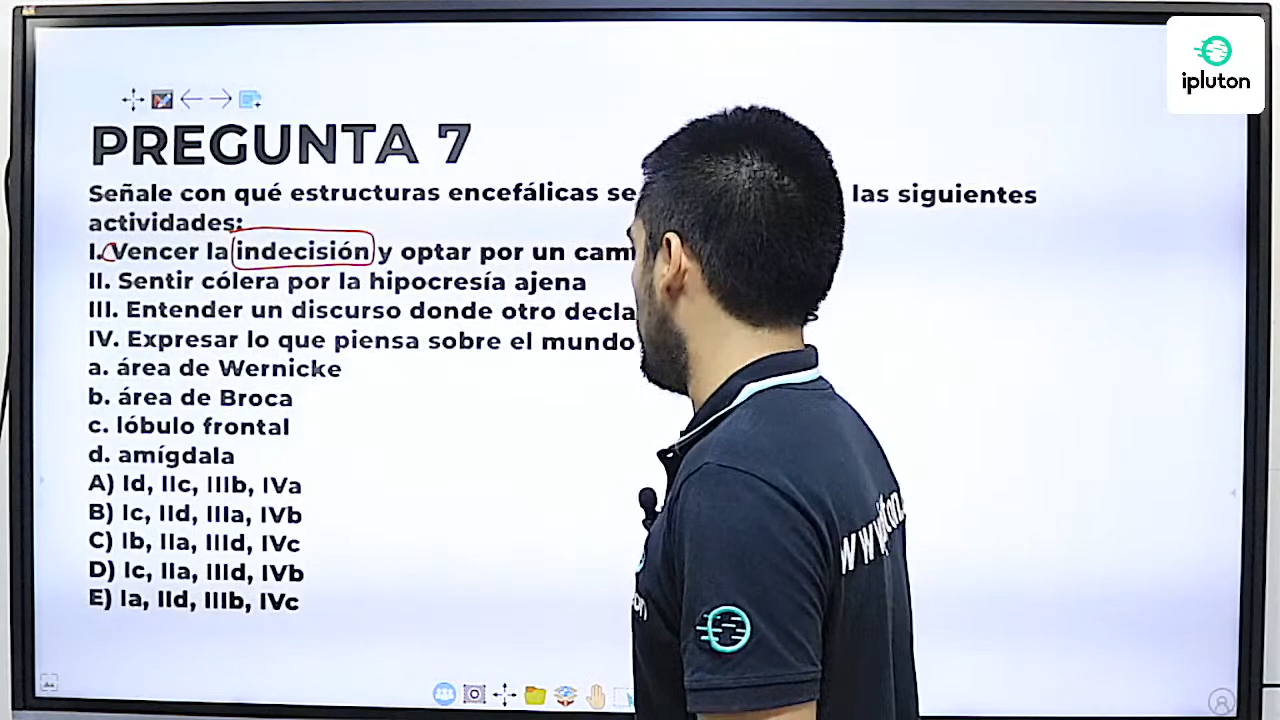 ipluton
PREGUNTA 7
Señale con qué estructuras encefálicas se las siguientes
actividades:
I. Vencer la indecisión y optar por un
II. Sentir cólera por la hipocresía ajena
III. Entender un discurso donde otro
IV. Expresar lo que piensa sobre el mundo
a. área de Wernicke
b. área de Broca
c. lóbulo frontal
d. amígdala
A) Id, IIc, IIIb, IVa
B) Ic, IId, IIIa, IVb
C) Ib, IIa, IIId, IVc
D) Ic, IIa, IIId, IVb
E) Ia, IId, IIIb, IVc